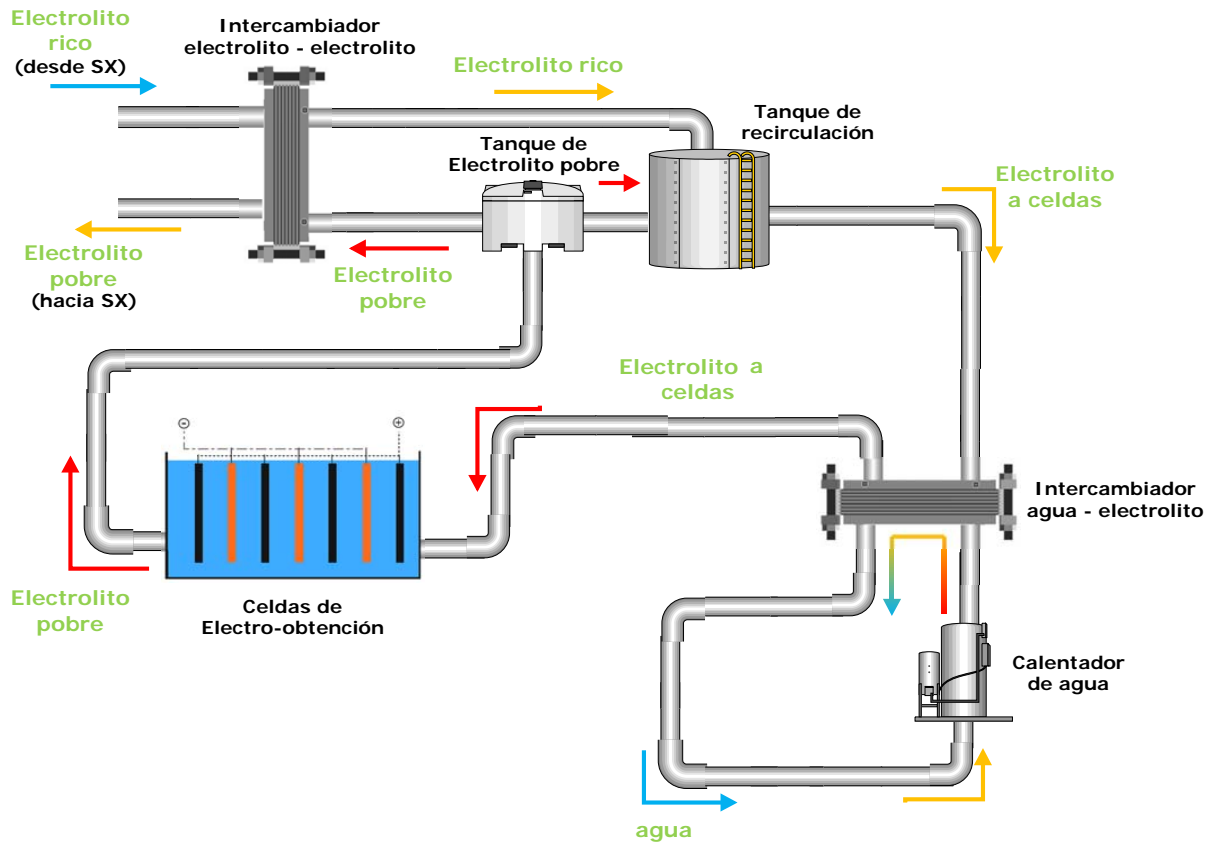 Electrolito
rico
(desde SX)
Intercambiador
electrolito - electrolito
Electrolito rico
Tanque de
recirculación
Tanque de
Electrolito pobre
Electrolito
a celdas
Electrolito
pobre
(hacia SX)
Electrolito
pobre
Electrolito a
celdas
-
+
Intercambiador
agua - electrolito
Electrolito
pobre
Celdas de
Electro-obtención
Calentador
de agua
agua